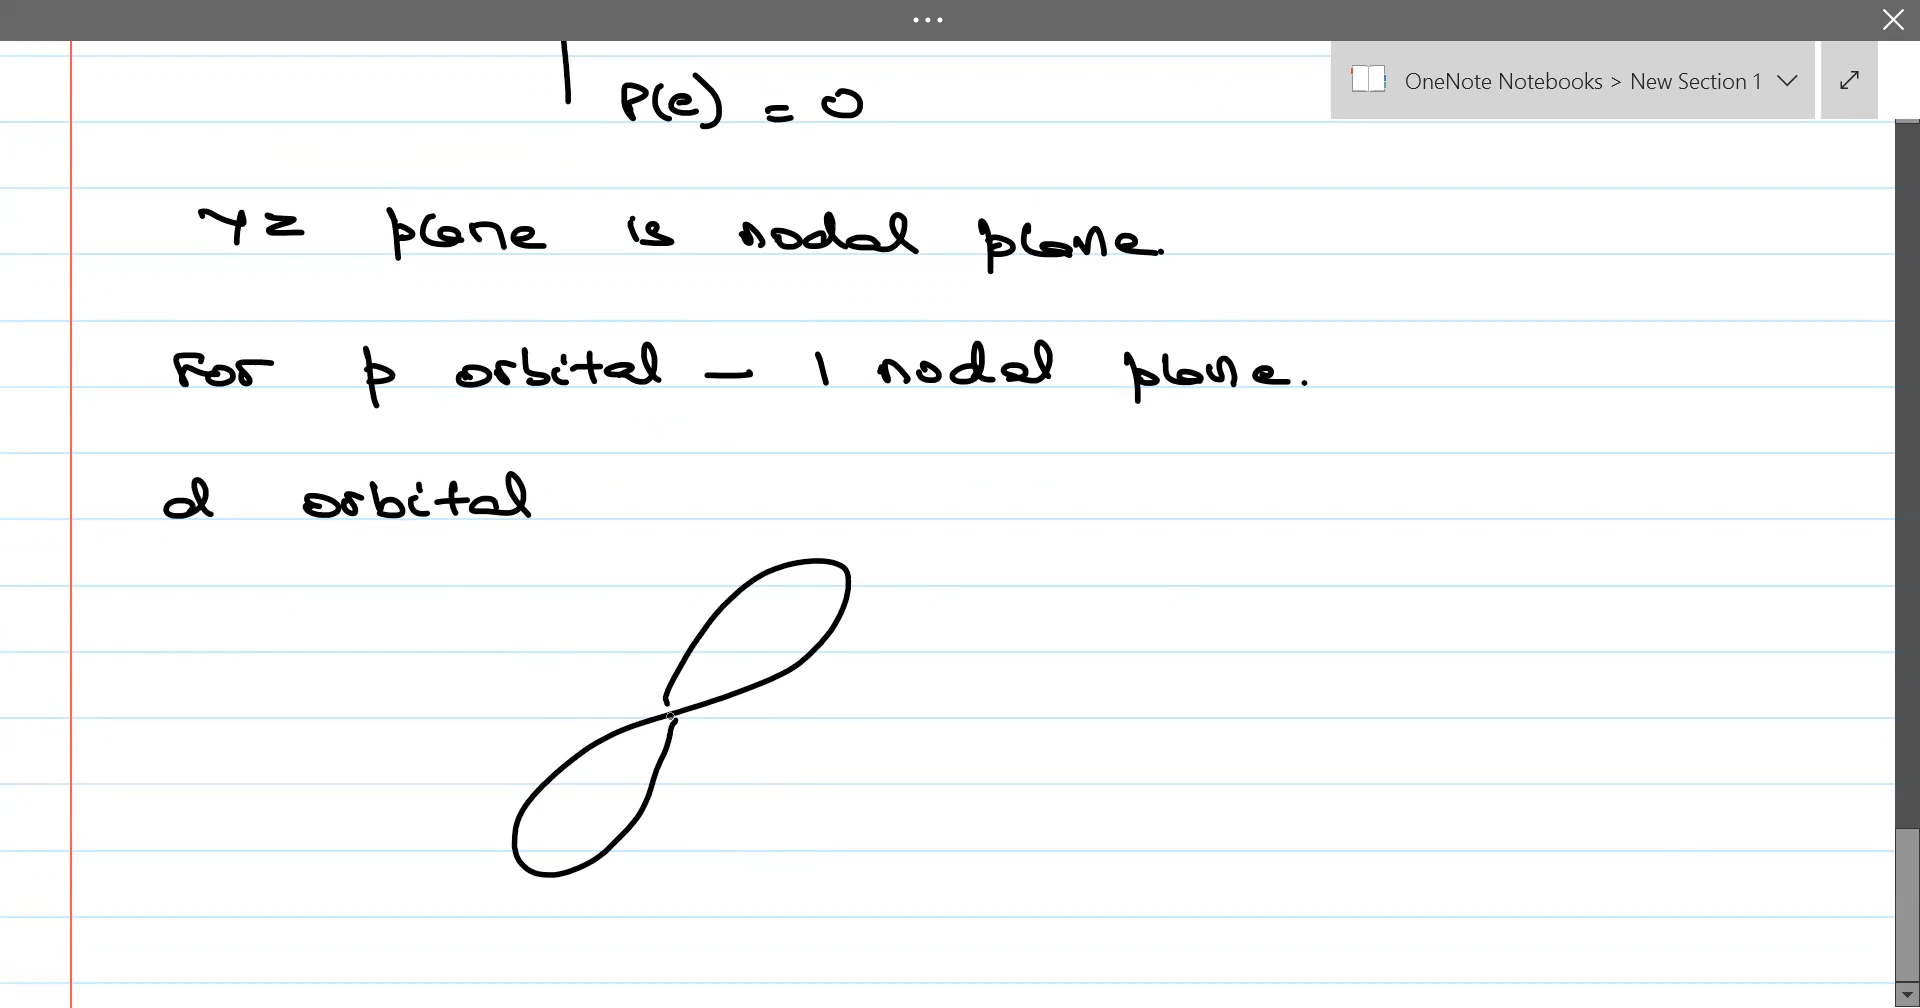 OneNote Notebooks > New Section 1
P(e) = 0
YZ plane is nodal plane.
For p orbital - 1 nodal plane.
d orbital